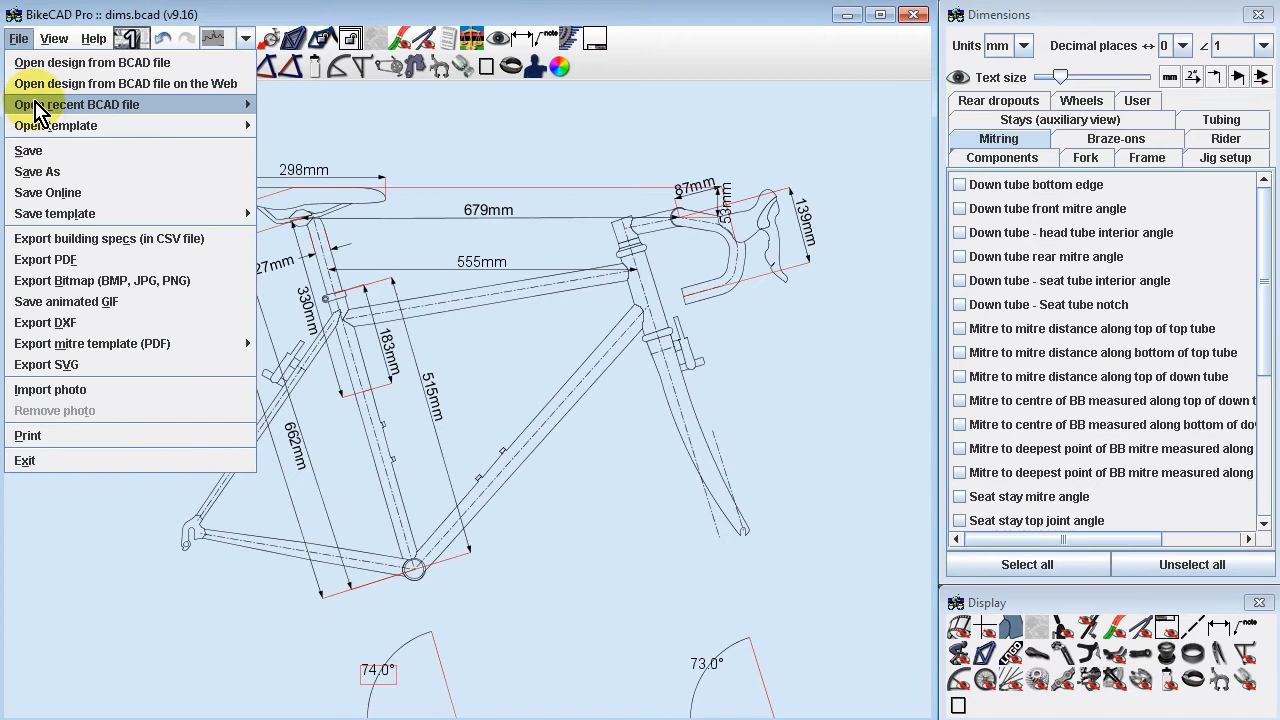 BikeCAD Pro :: dims.bcad (v9.16)
File View Help
Open design from BCAD file
Open design from BCAD file on the Web
Open recent BCAD file
Open template
Save
Save As
Save Online
Save template
Export building specs (in CSV file)
Export PDF
Export Bitmap (BMP, JPG, PNG)
Save animated GIF
Export DXF
Export mitre template (PDF)
Export SVG
Import photo
Remove photo
Print
Exit
298mm
679mm
87mm
53mm
139mm
27mm
555mm
330mm
183mm
515mm
662mm
74.0°
73.0°
Dimensions
Units mm Decimal places 0 1
Text size mm 2"
Rear dropouts Wheels User
Stays (auxiliary view) Tubing
Mitring Braze-ons Rider
Components Fork Frame Jig setup
Down tube bottom edge
Down tube front mitre angle
Down tube - head tube interior angle
Down tube rear mitre angle
Down tube - seat tube interior angle
Down tube - Seat tube notch
Mitre to mitre distance along top of top tube
Mitre to mitre distance along bottom of top tube
Mitre to mitre distance along top of down tube
Mitre to centre of BB measured along top of down t
Mitre to centre of BB measured along bottom of do
Mitre to deepest point of BB mitre measured along
Mitre to deepest point of BB mitre measured along
Seat stay mitre angle
Seat stay top joint angle
Select all Unselect all
Display
note
LOGO